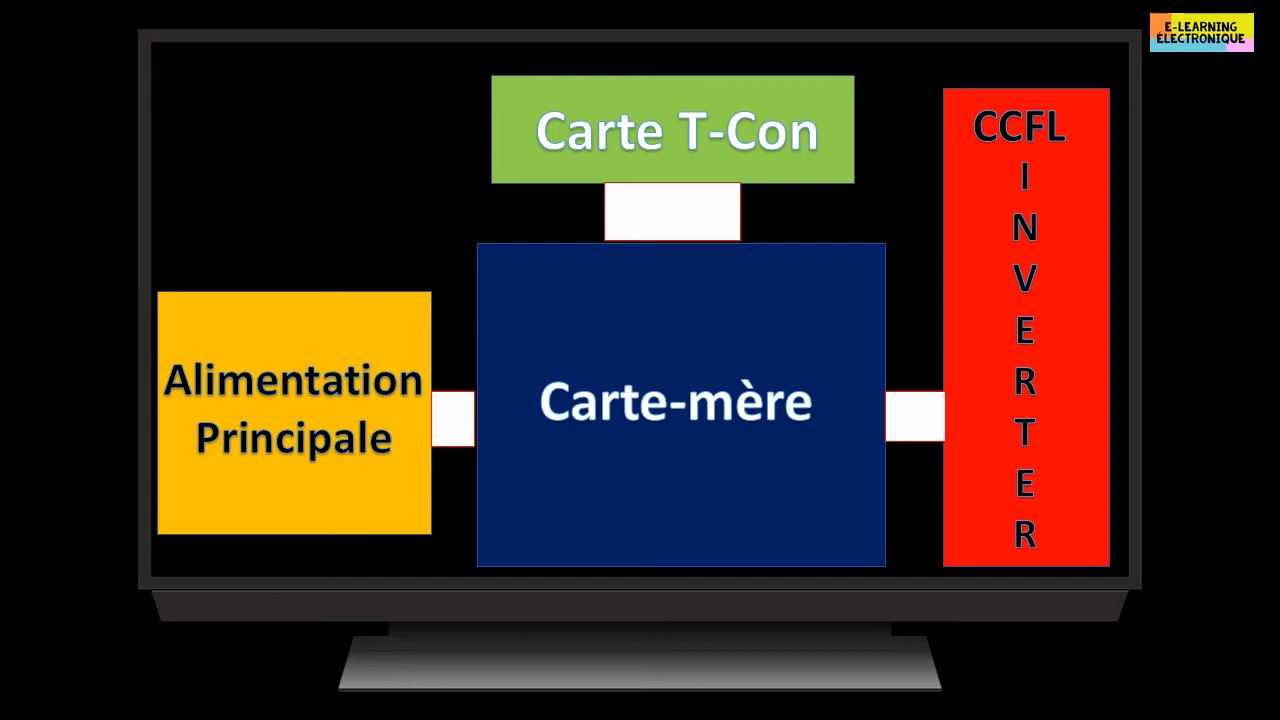 E-LEARNING
ÉLECTRONIQUE
Carte T-Con
CCFL
I
N
V
E
R
T
E
R
Alimentation
Principale
Carte-mère